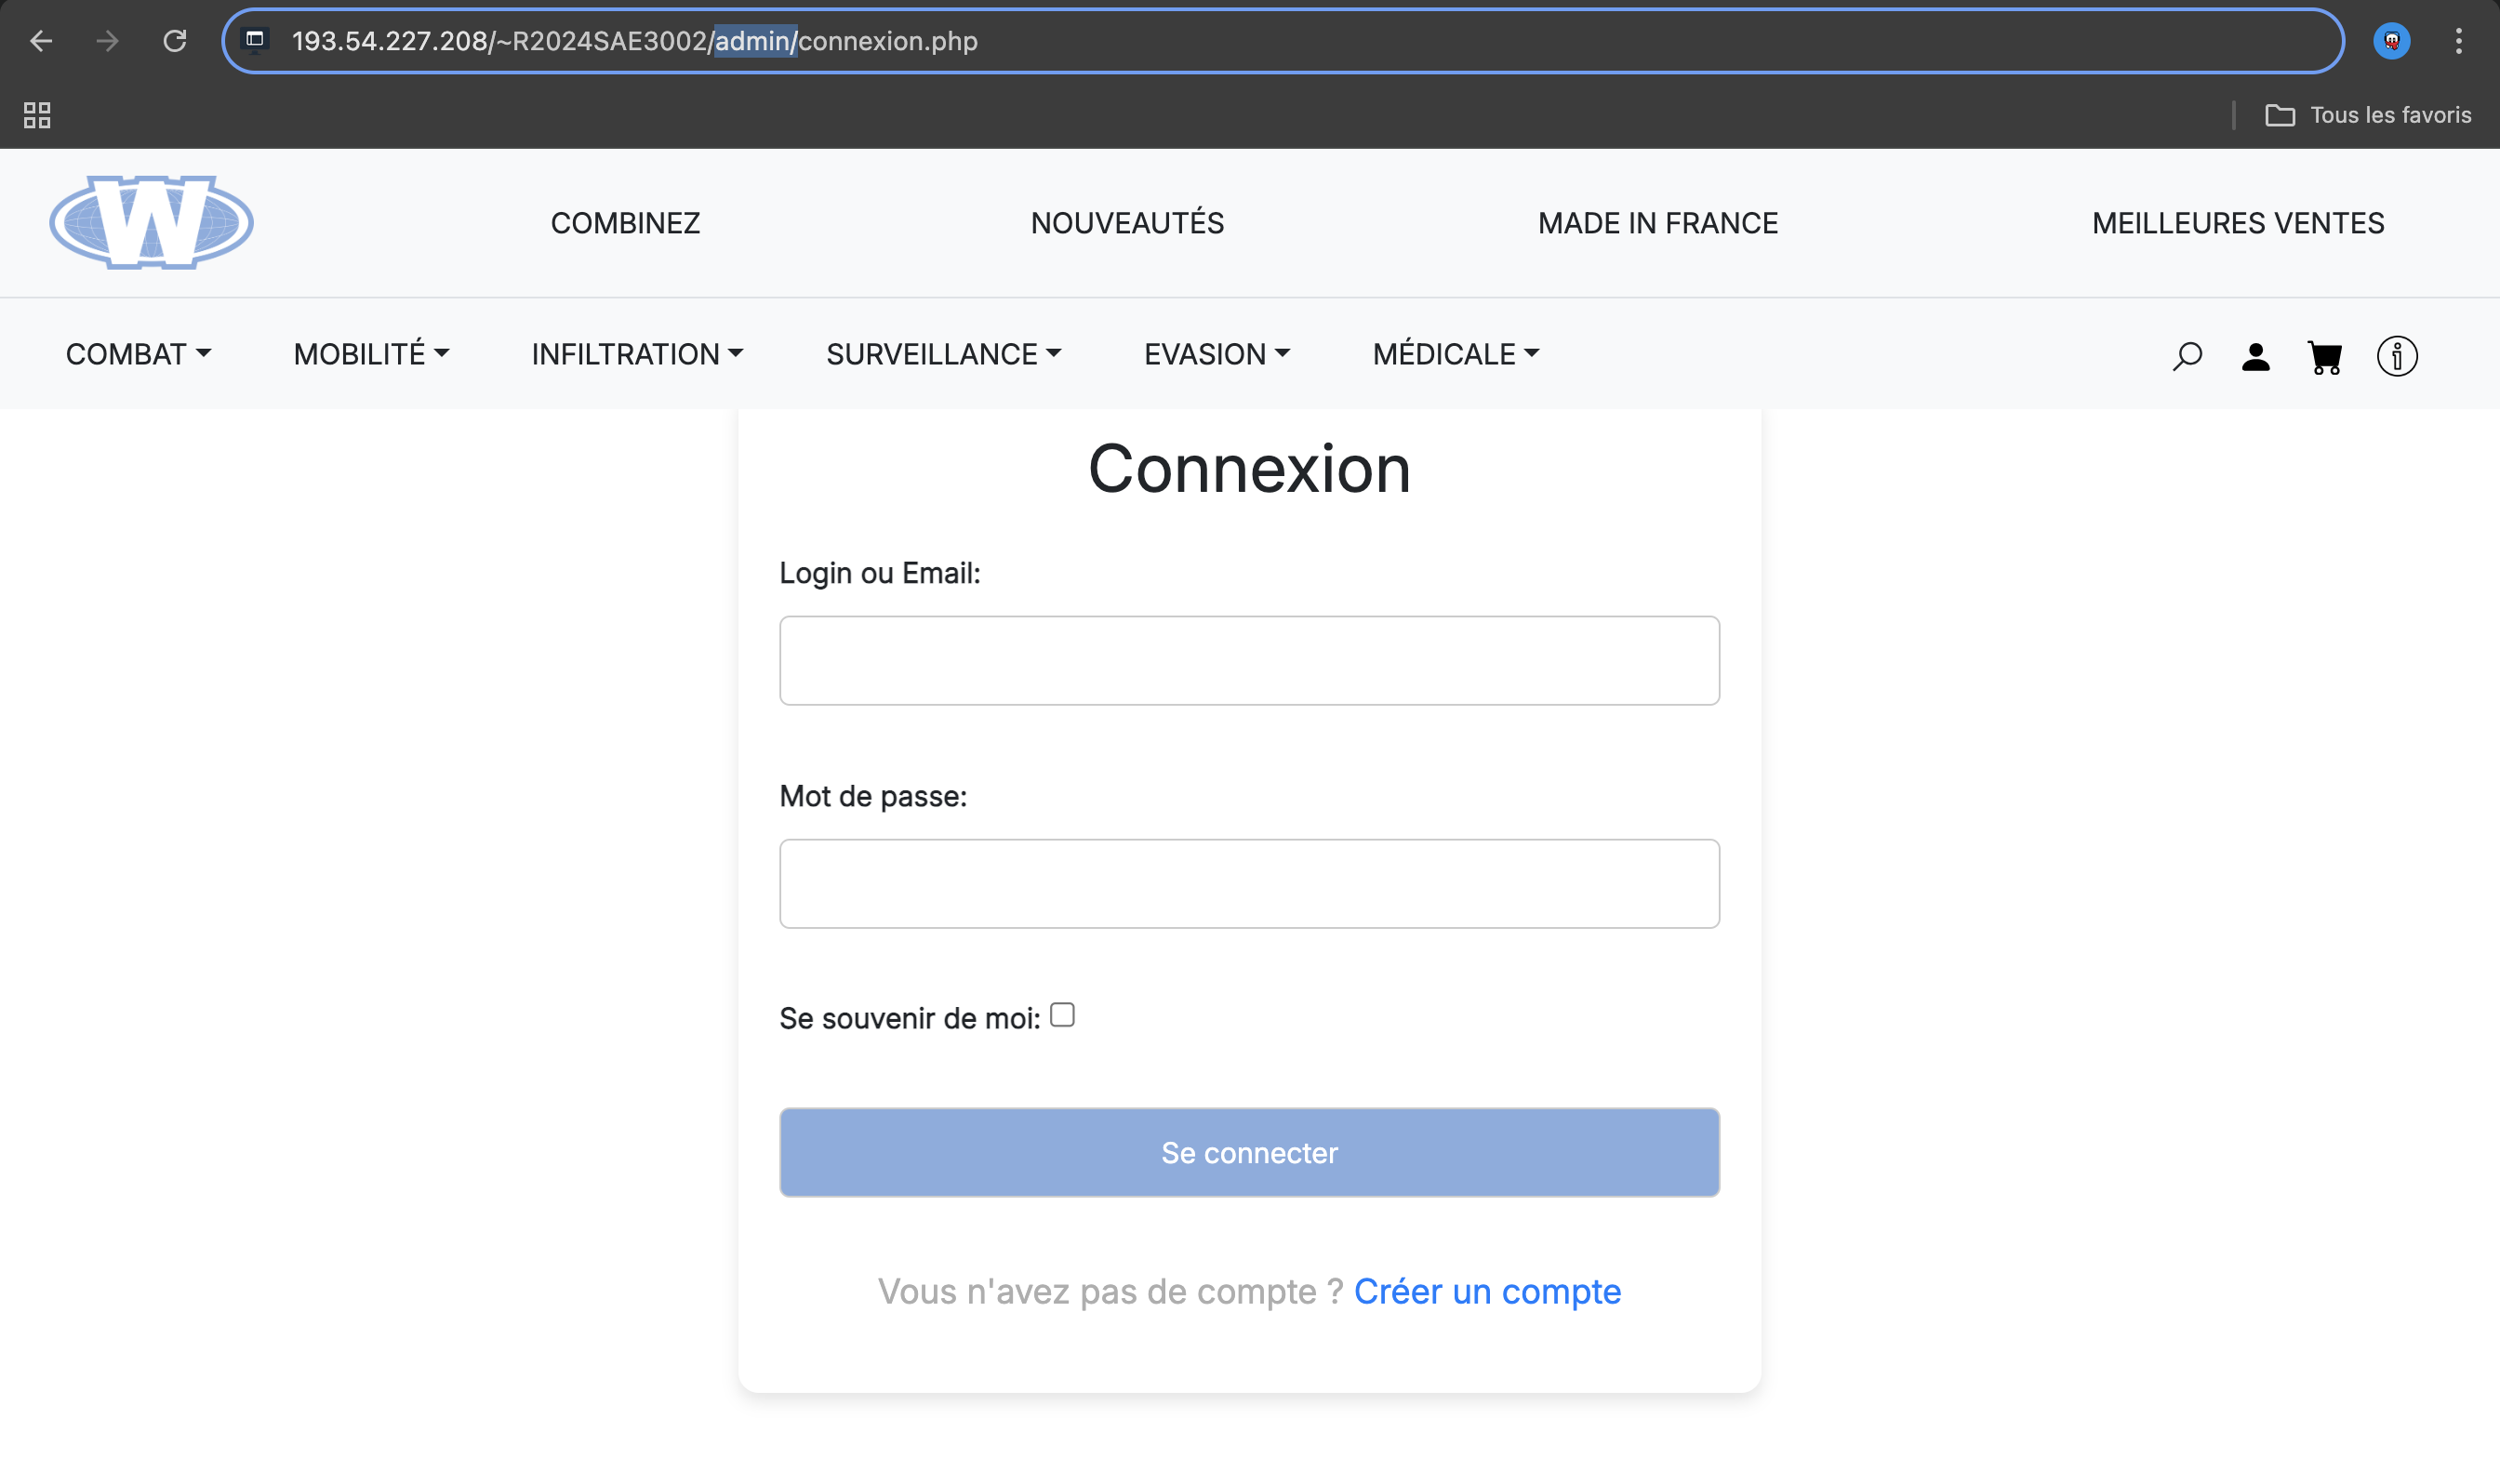 193.54.227.208/~R2024SAE3002/admin/connexion.php
Tous les favoris
W
COMBINEZ NOUVEAUTÉS MADE IN FRANCE MEILLEURES VENTES
COMBAT MOBILITÉ INFILTRATION SURVEILLANCE EVASION MÉDICALE
Connexion
Login ou Email:
Mot de passe:
Se souvenir de moi:
Se connecter
Vous n'avez pas de compte ? Créer un compte